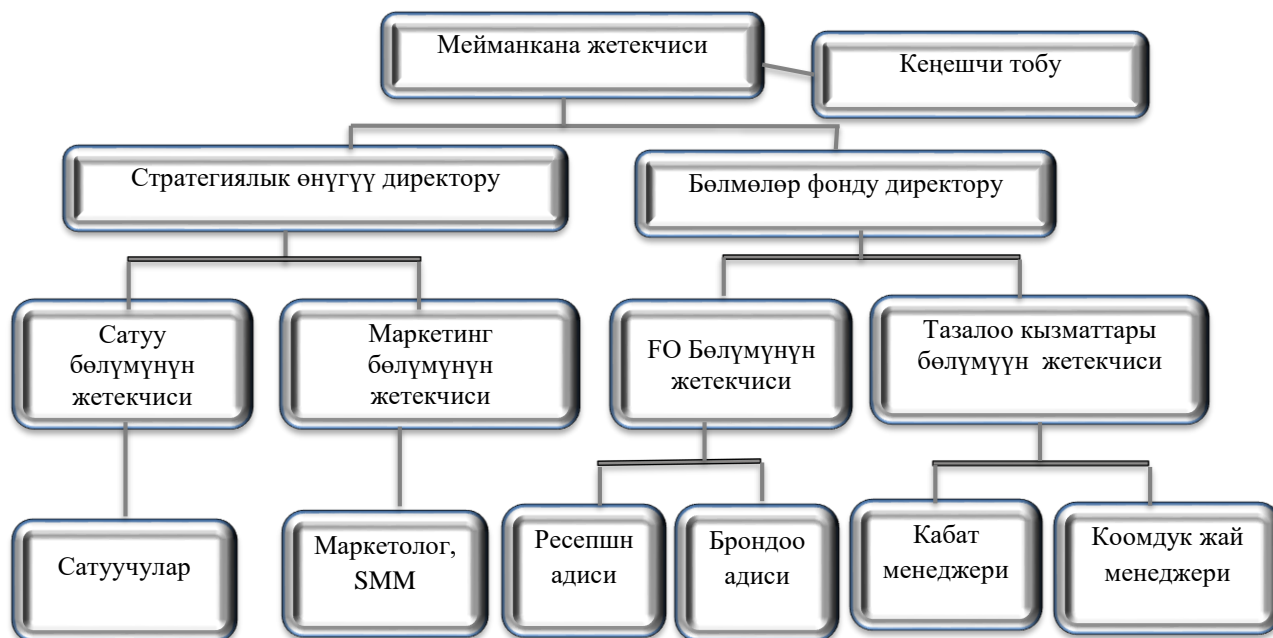 Мейманкана жетекчиси
Кеңешчи тобу
Стратегиялык өнүгүү директору
Бөлмөлөр фонду директору
Сатуу
бөлүмүнүн
жетекчиси
Маркетинг
бөлүмүнүн
жетекчиси
FO Бөлүмүнүн
жетекчиси
Тазалоо кызматтары
бөлүмүүн жетекчиси
Сатуучулар
Маркетолог,
SMM
Ресепшн
адиси
Брондоо
адиси
Кабат
менеджери
Коомдук жай
менеджери